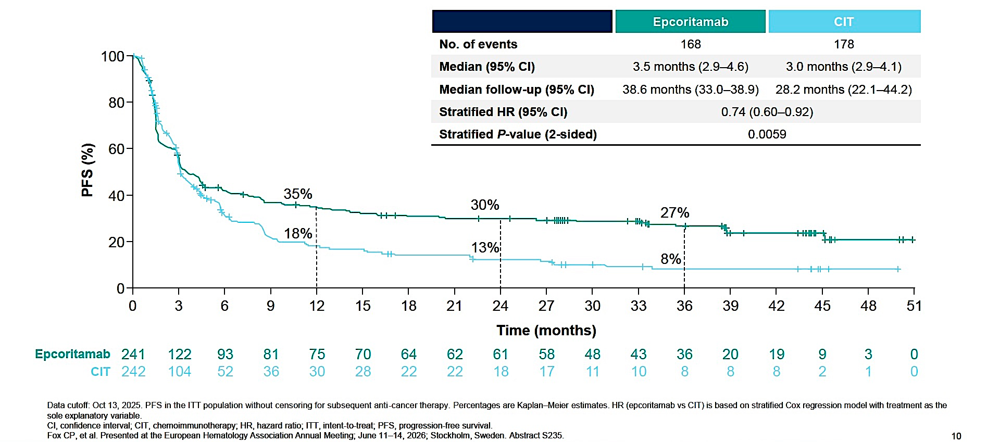 Epcoritamab CIT
No. of events 168 178
Median (95% CI) 3.5 months (2.9–4.6) 3.0 months (2.9–4.1)
Median follow-up (95% CI) 38.6 months (33.0–38.9) 28.2 months (22.1–44.2)
Stratified HR (95% CI) 0.74 (0.60–0.92)
Stratified P-value (2-sided) 0.0059
PFS (%)
100
80
60
40
20
0
35%
30%
27%
18%
13%
8%
0 3 6 9 12 15 18 21 24 27 30 33 36 39 42 45 48 51
Time (months)
Epcoritamab 241 122 93 81 75 70 64 62 61 58 48 43 36 20 19 9 3 0
CIT 242 104 52 36 30 28 22 22 18 17 11 10 8 8 8 2 1 0
Data cutoff: Oct 13, 2025. PFS in the ITT population without censoring for subsequent anti-cancer therapy. Percentages are Kaplan–Meier estimates. HR (epcoritamab vs CIT) is based on stratified Cox regression model with treatment as the
sole explanatory variable.
CI, confidence interval; CIT, chemoimmunotherapy; HR, hazard ratio; ITT, intent-to-treat; PFS, progression-free survival.
Fox CP, et al. Presented at the European Hematology Association Annual Meeting; June 11–14, 2026; Stockholm, Sweden. Abstract S235.
10